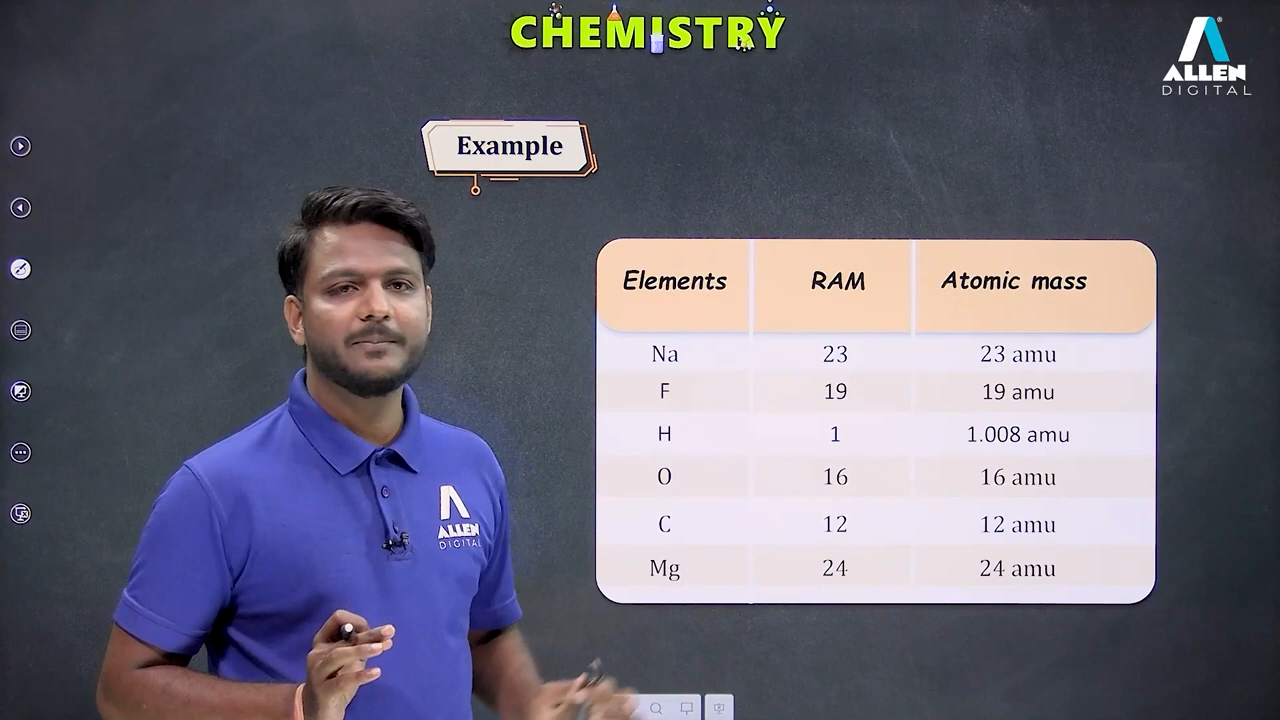 CHEMISTRY
ALLEN
DIGITAL
Example
Elements RAM Atomic mass
Na 23 23 amu
F 19 19 amu
H 1 1.008 amu
O 16 16 amu
C 12 12 amu
Mg 24 24 amu
ALLEN
DIGITAL